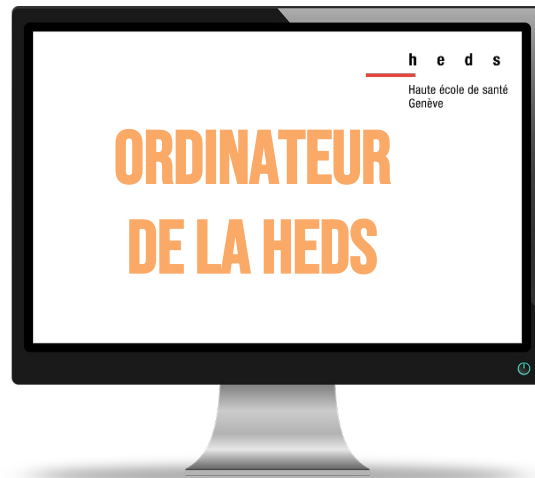 h e d s
Haute école de santé
Genève
ORDINATEUR
DE LA HEDS